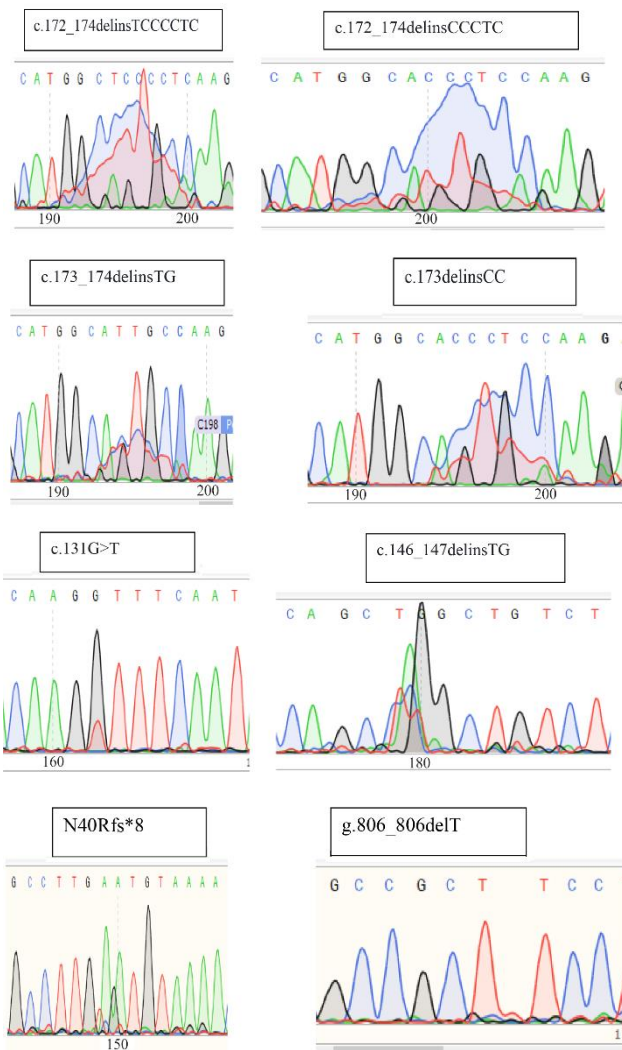 c.172_174delinsTCCCCTC
c.172_174delinsCCCTC
C A T G G C T C C C C T C A A G
C A T G G C A C C C T C C A A G
190 200
200
c.173_174delinsTG
c.173delinsCC
C A T G G C A T T G C C A A G
C A T G G C A C C C T C C A A G
C198 P
190 200
190 200
c.131G>T
c.146_147delinsTG
C A A G G T T T C A A T
C A G C T G G C T G T C T
160
180
N40Rfs*8
g.806_806delT
G C C T T G A A T G T A A A A
G C C G C T T C C
150
1